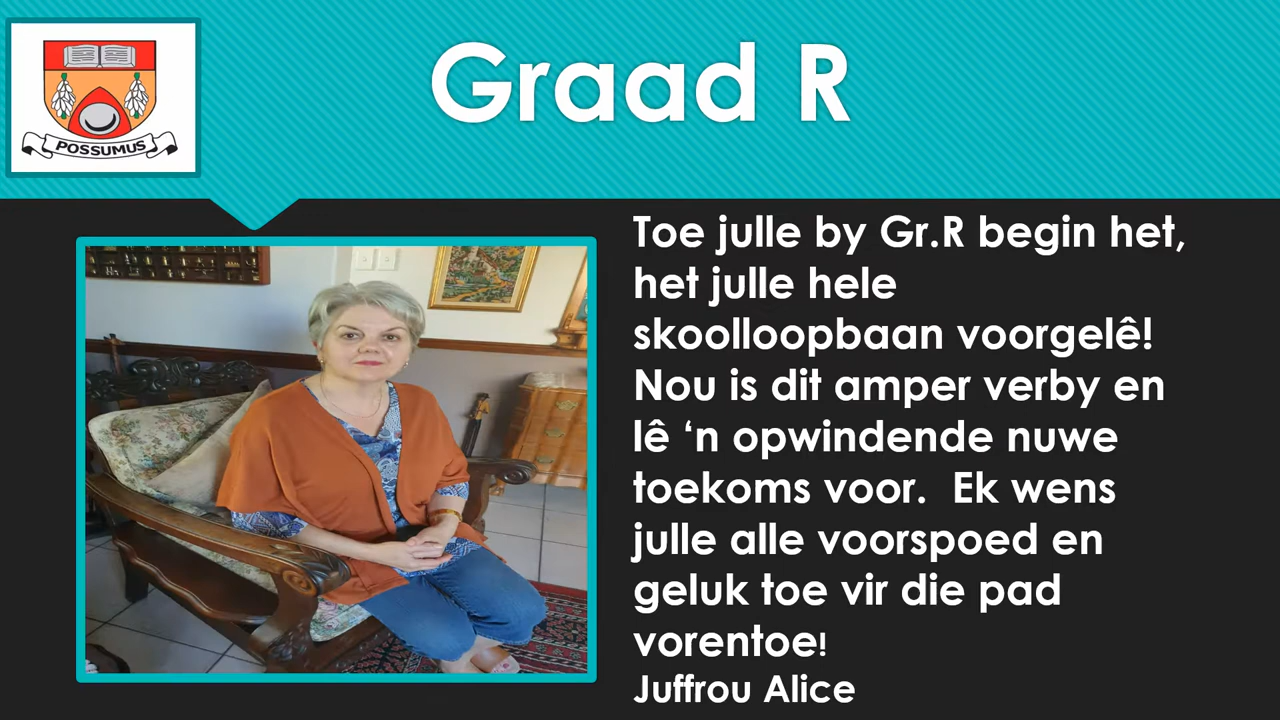 POSSUMUS
Graad R
Toe julle by Gr.R begin het,
het julle hele
skoolloopbaan voorgelê!
Nou is dit amper verby en
lê ‘n opwindende nuwe
toekoms voor.  Ek wens
julle alle voorspoed en
geluk toe vir die pad
vorentoe!
Juffrou Alice